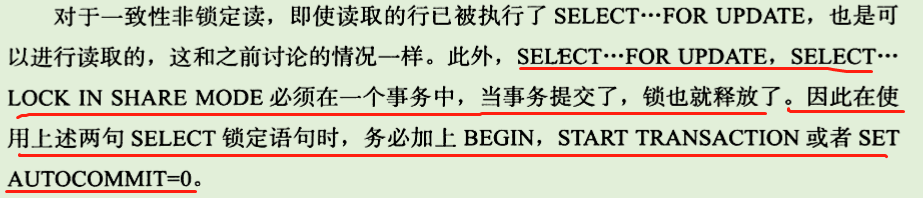 对于一致性非锁定读，即使读取的行已被执行了 SELECT…FOR UPDATE，也是可
以进行读取的，这和之前讨论的情况一样。此外，SELECT…FOR UPDATE，SELECT…
LOCK IN SHARE MODE 必须在一个事务中，当事务提交了，锁也就释放了。因此在使
用上述两句 SELECT 锁定语句时，务必加上 BEGIN，START TRANSACTION 或者 SET
AUTOCOMMIT=0。